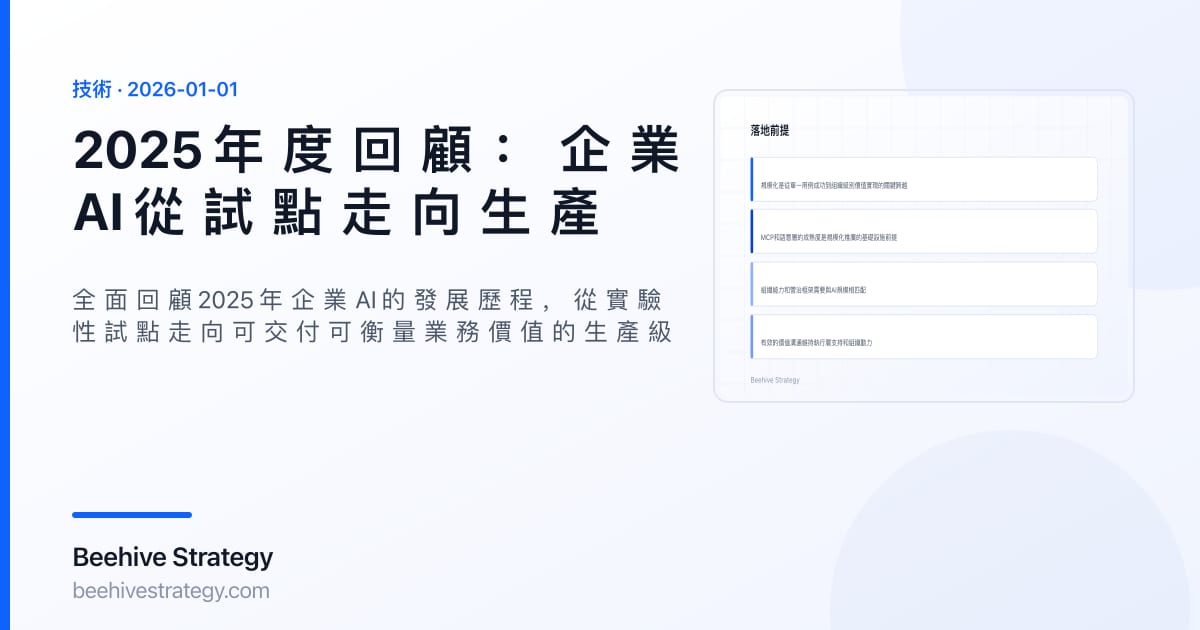 技術 · 2026-01-01
2025年度回顧：企業
AI從試點走向生產
全面回顧2025年企業AI的發展歷程，從實驗
性試點走向可交付可衡量業務價值的生產級
Beehive Strategy
beehivestrategy.com
落地前提
規模化是從單一用例成功到組織級別價值實現的關鍵跨越
MCP和語意層的成熟度是規模化推廣的基礎設施前提
組織能力和管治框架需要與AI規模相匹配
有效的價值溝通維持執行層支持和組織動力
Beehive Strategy